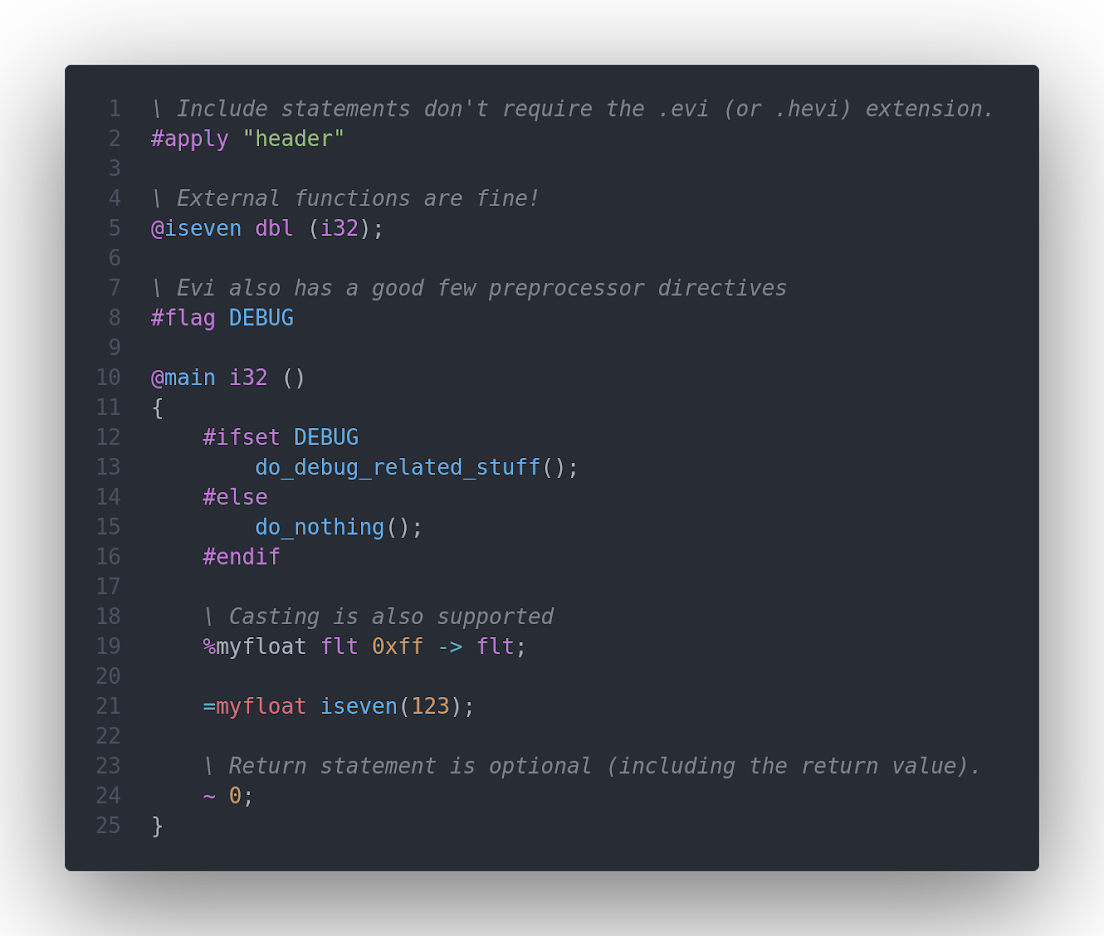 1 \ Include statements don't require the .evi (or .hevi) extension.
2 #apply "header"
3
4 \ External functions are fine!
5 @iseven dbl (i32);
6
7 \ Evi also has a good few preprocessor directives
8 #flag DEBUG
9
10 @main i32 ()
11 {
12     #ifset DEBUG
13         do_debug_related_stuff();
14     #else
15         do_nothing();
16     #endif
17
18     \ Casting is also supported
19     %myfloat flt 0xff -> flt;
20
21     =myfloat iseven(123);
22
23     \ Return statement is optional (including the return value).
24     ~ 0;
25 }